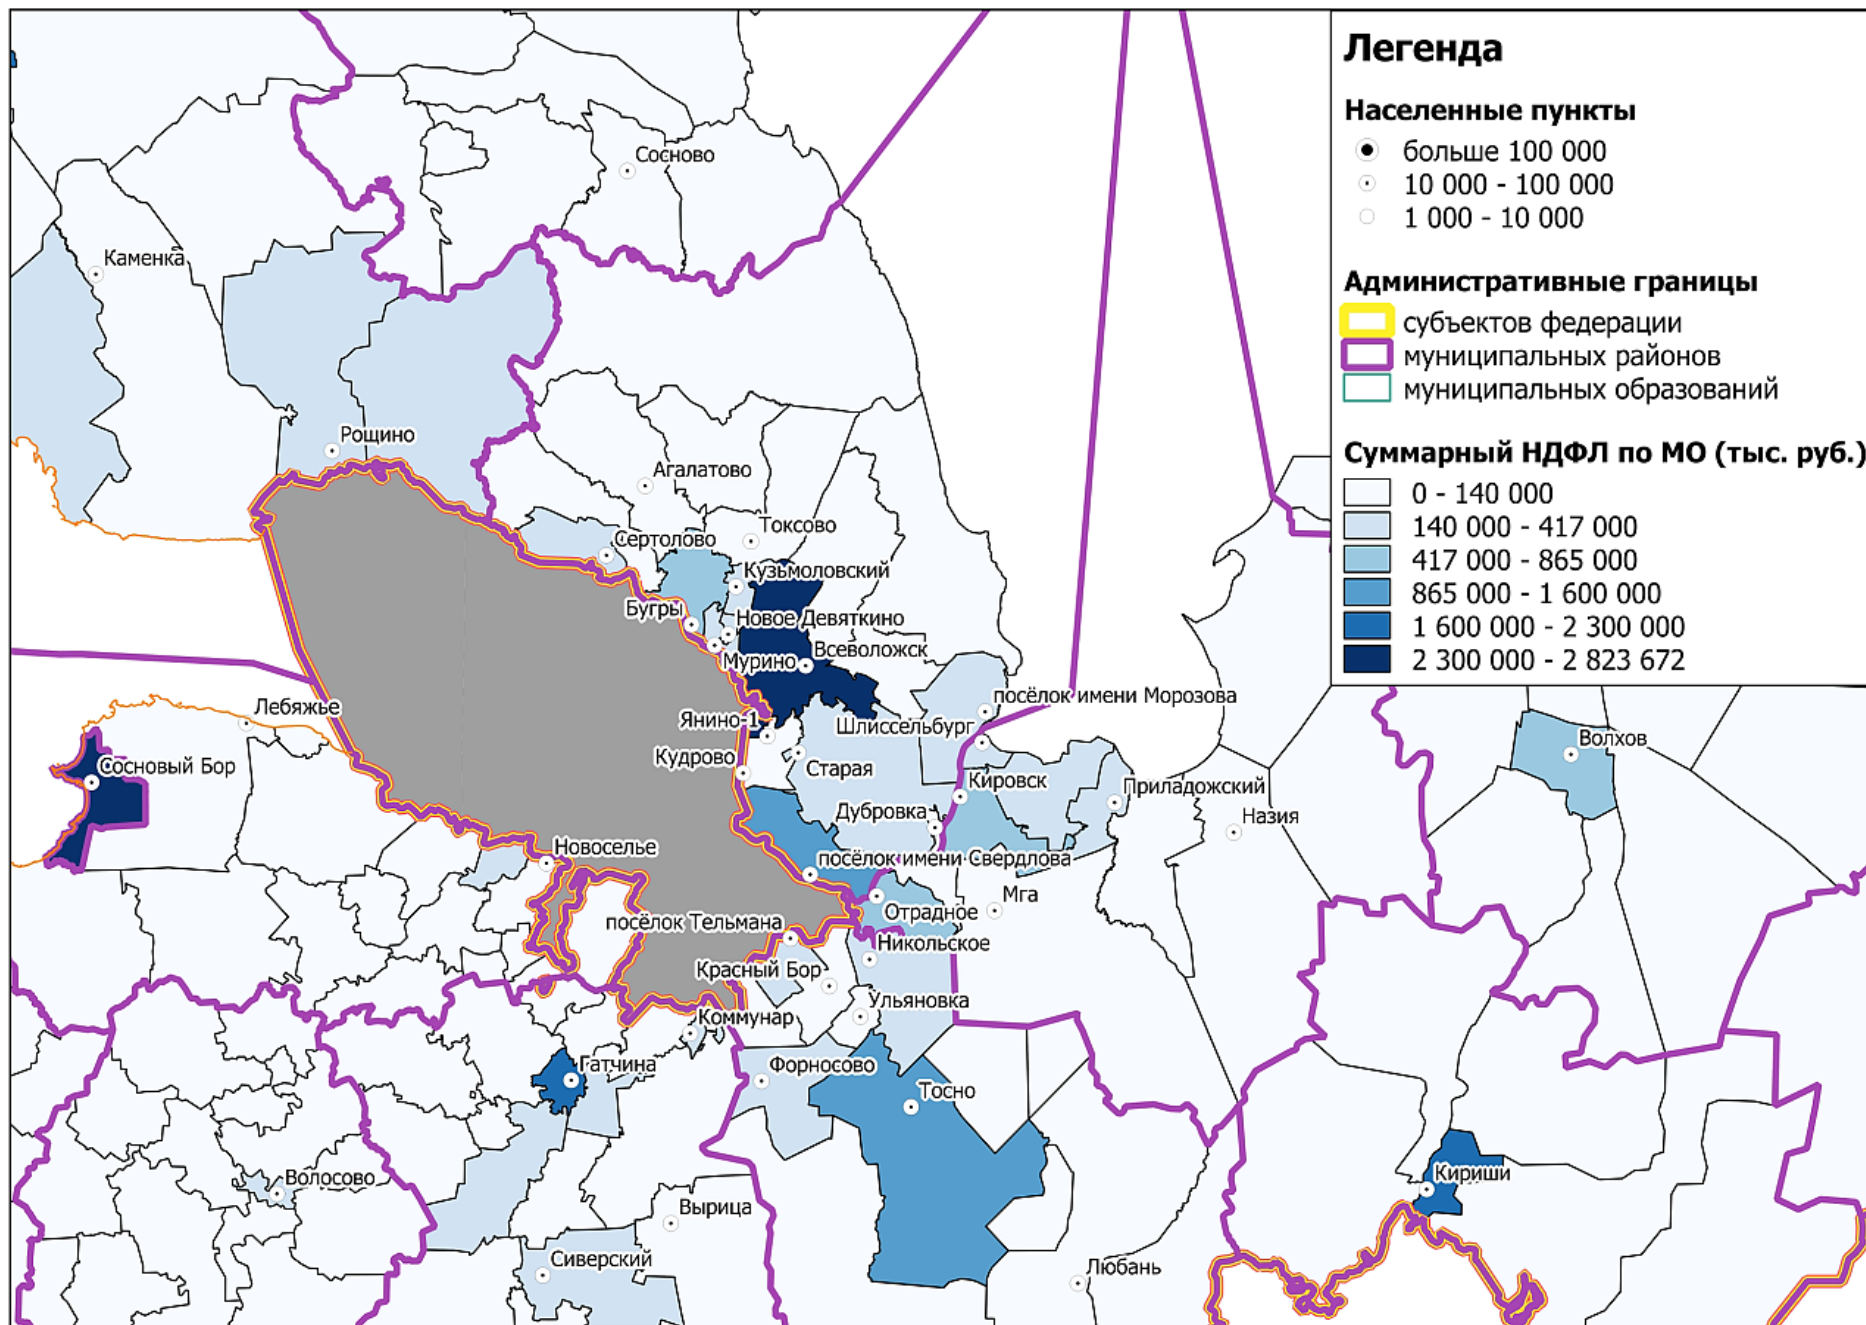 Легенда
Населенные пункты
больше 100 000
10 000 - 100 000
1 000 - 10 000
Административные границы
субъектов федерации
муниципальных районов
муниципальных образований
Суммарный НДФЛ по МО (тыс. руб.)
0 - 140 000
140 000 - 417 000
417 000 - 865 000
865 000 - 1 600 000
1 600 000 - 2 300 000
2 300 000 - 2 823 672
Сосново
Каменка
Рощино
Агалатово
Токсово
Сертолово
Кузьмоловский
Бугры
Новое Девяткино
Мурино
Всеволожск
посёлок имени Морозова
Лебяжье
Янино-1
Шлиссельбург
Волхов
Кудрово
Сосновый Бор
Старая
Кировск
Приладожский
Дубровка
Назия
Новоселье
посёлок имени Свердлова
Мга
Отрадное
посёлок Тельмана
Никольское
Красный Бор
Ульяновка
Коммунар
Гатчина
Форносово
Тосно
Волосово
Кириши
Вырица
Сиверский
Любань